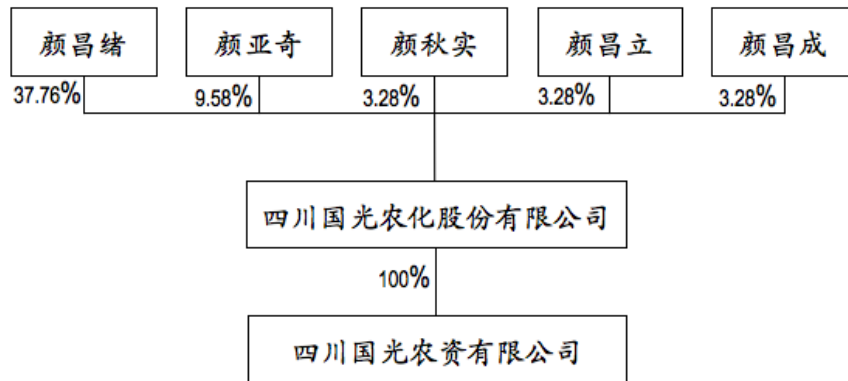 颜昌绪 颜亚奇 颜秋实 颜昌立 颜昌成
37.76% 9.58% 3.28% 3.28% 3.28%
四川国光农化股份有限公司
100%
四川国光农资有限公司